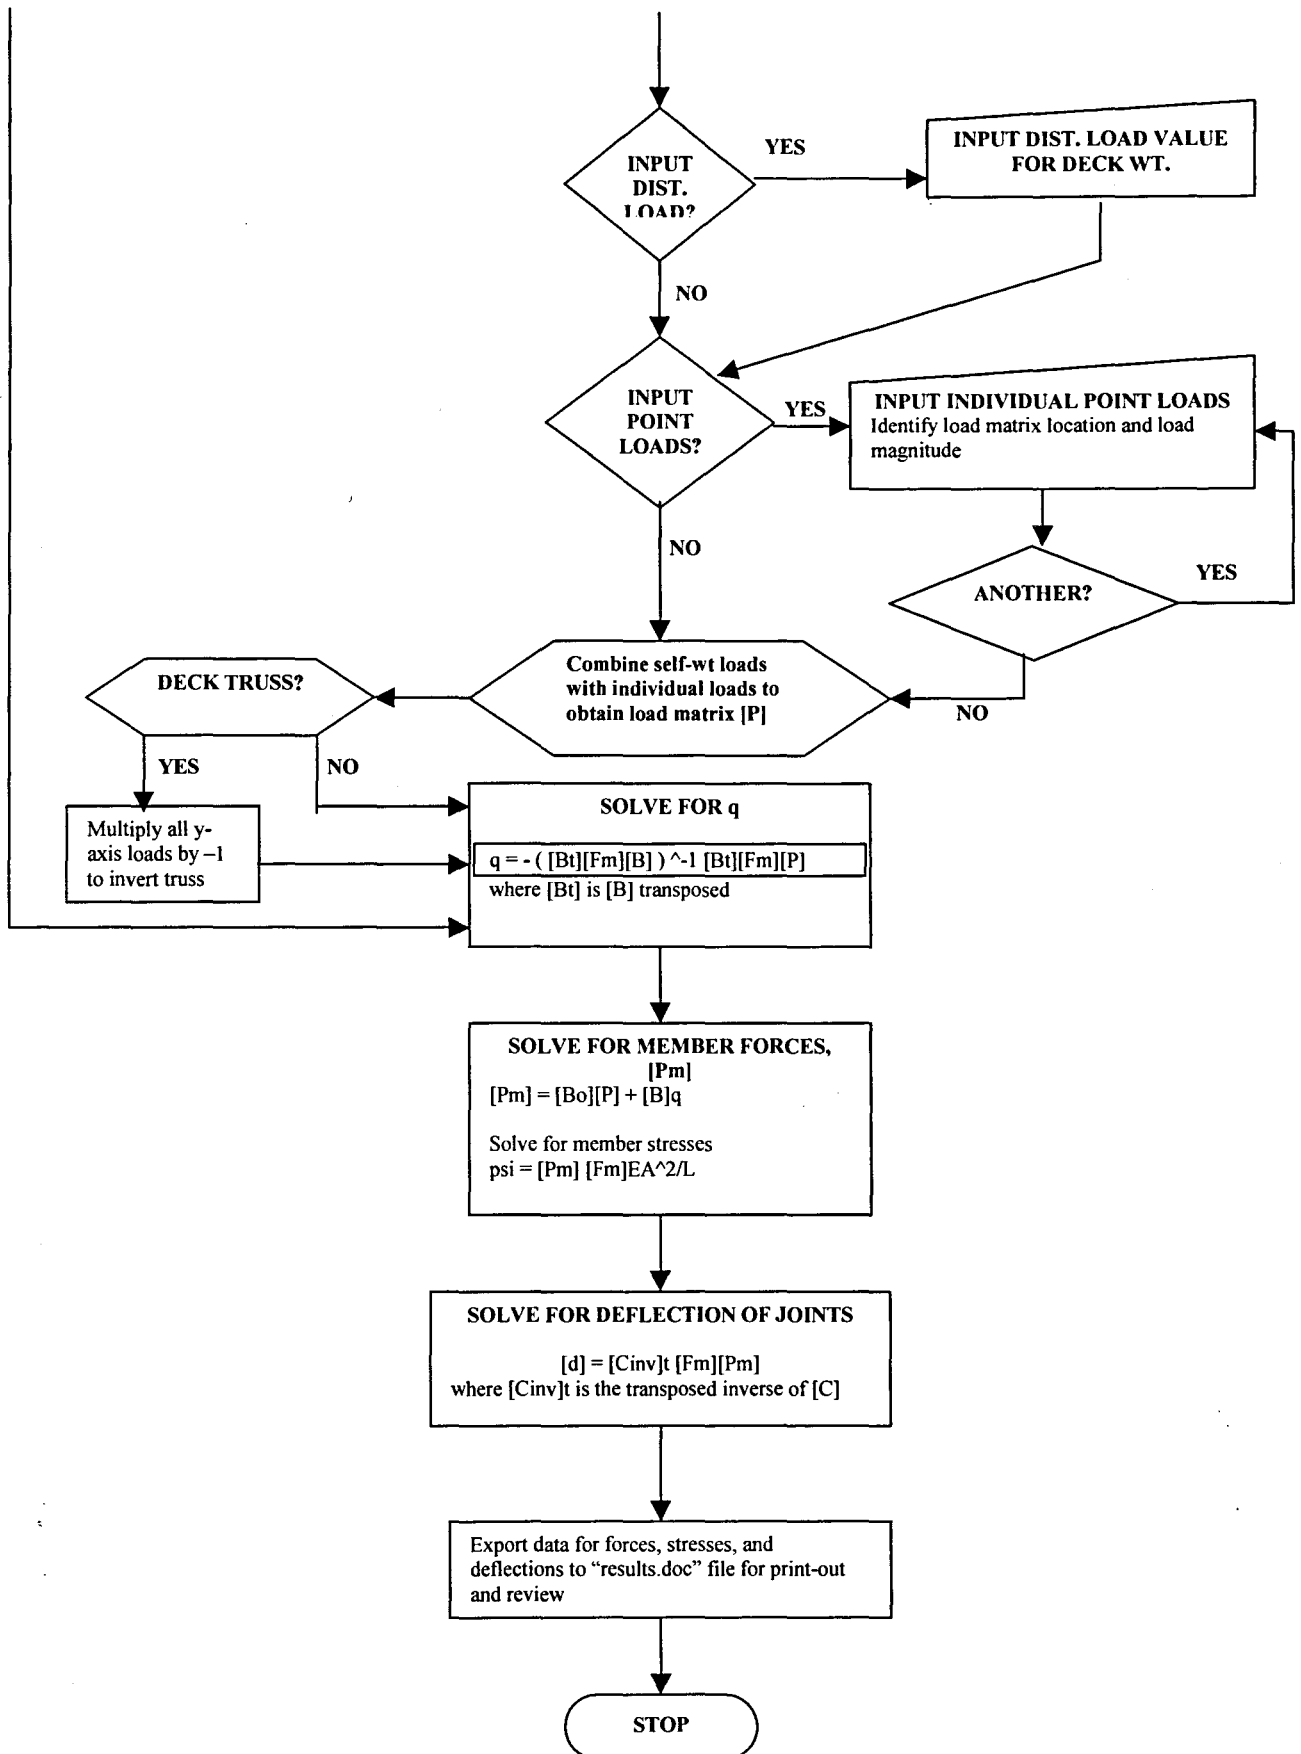 INPUT
DIST.
LOAD?
YES
INPUT DIST. LOAD VALUE
FOR DECK WT.
NO
INPUT
POINT
LOADS?
YES
INPUT INDIVIDUAL POINT LOADS
Identify load matrix location and load
magnitude
NO
ANOTHER?
YES
NO
Combine self-wt loads
with individual loads to
obtain load matrix [P]
DECK TRUSS?
YES
NO
Multiply all y-
axis loads by –1
to invert truss
SOLVE FOR q
q = - ( [Bt][Fm][B] ) ^-1 [Bt][Fm][P]
where [Bt] is [B] transposed
SOLVE FOR MEMBER FORCES,
[Pm]
[Pm] = [Bo][P] + [B]q
Solve for member stresses
psi = [Pm] [Fm]EA^2/L
SOLVE FOR DEFLECTION OF JOINTS
[d] = [Cinv]t [Fm][Pm]
where [Cinv]t is the transposed inverse of [C]
Export data for forces, stresses, and
deflections to “results.doc” file for print-out
and review
STOP